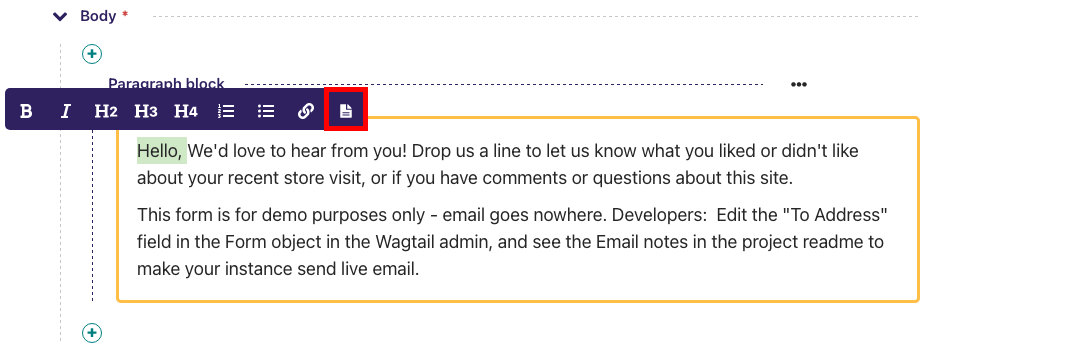 Body *
Paragraph block
B I H2 H3 H4
Hello, We'd love to hear from you! Drop us a line to let us know what you liked or didn't like
about your recent store visit, or if you have comments or questions about this site.
This form is for demo purposes only - email goes nowhere. Developers:  Edit the "To Address"
field in the Form object in the Wagtail admin, and see the Email notes in the project readme to
make your instance send live email.